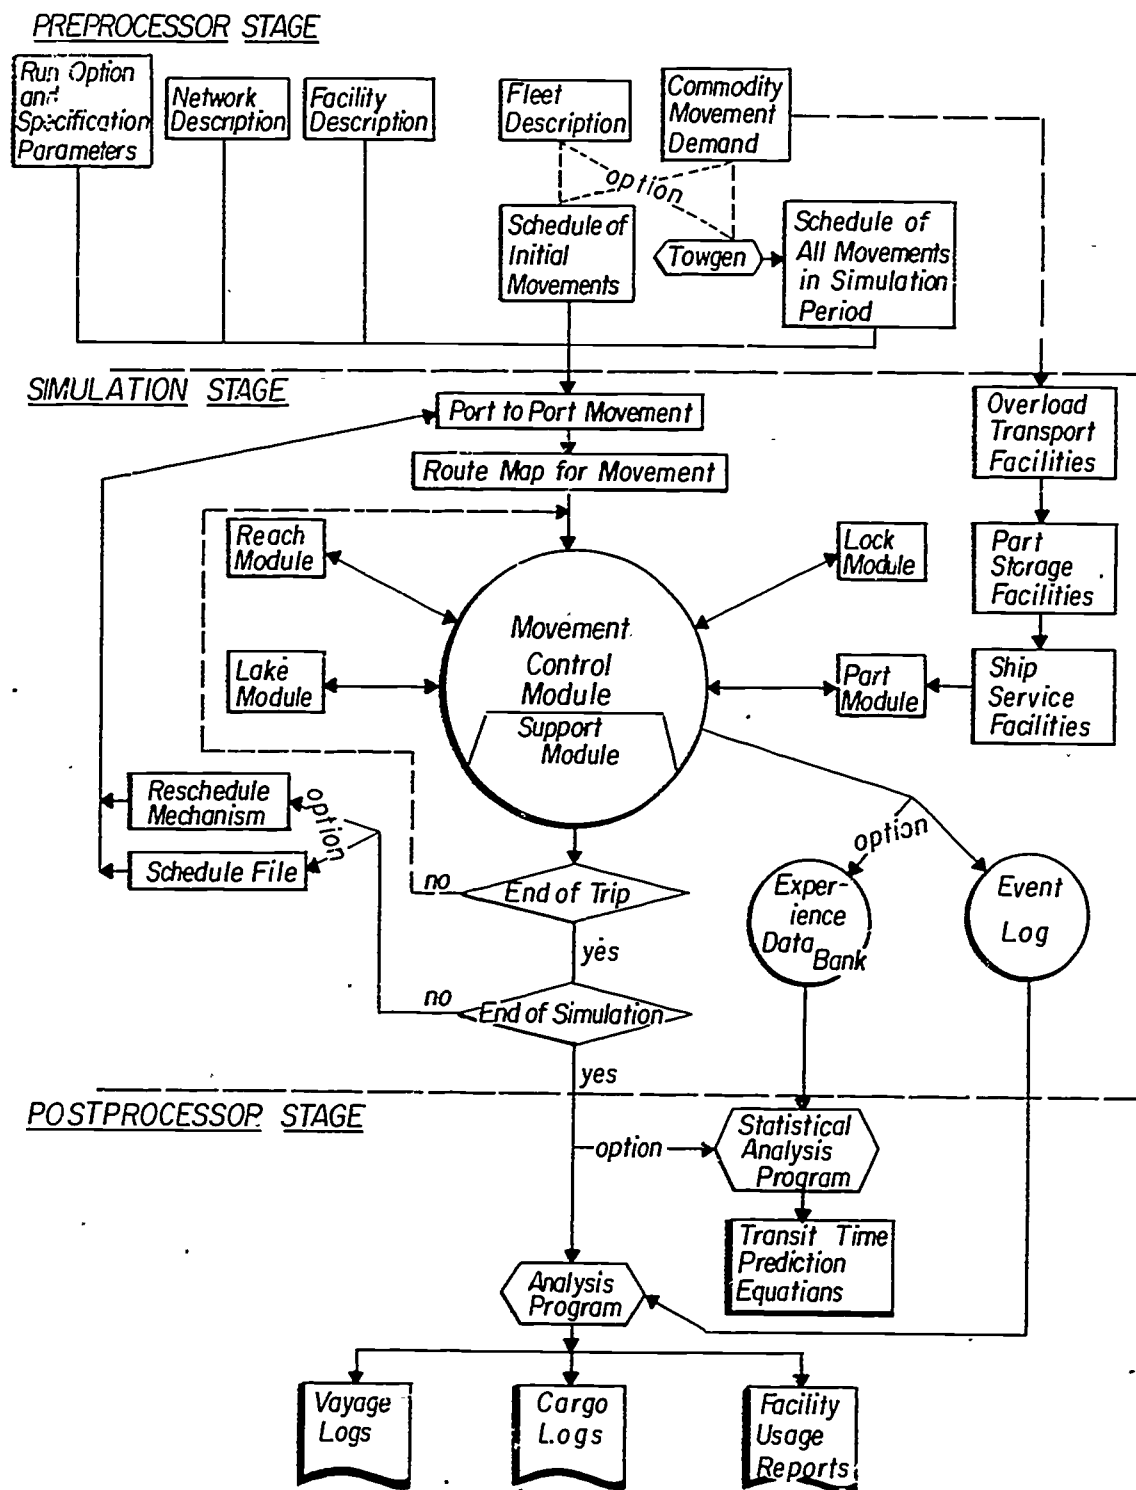 PREPROCESSOR STAGE
Run Option
and
Specification
Parameters
Network
Description
Facility
Description
Fleet
Description
Commodity
Movement
Demand
option
Schedule of
Initial
Movements
Towgen
Schedule of
All Movements
in Simulation
Period
SIMULATION STAGE
Port to Port Movement
Route Map for Movement
Overload
Transport
Facilities
Reach
Module
Lock
Module
Part
Storage
Facilities
Movement
Control
Module
Support
Module
Lake
Module
Part
Module
Ship
Service
Facilities
Reschedule
Mechanism
option
Schedule File
option
no
End of Trip
yes
Exper-
ience
Data Bank
Event
Log
no
End of Simulation
yes
POSTPROCESSOR STAGE
option
Statistical
Analysis
Program
Transit Time
Prediction
Equatians
Analysis
Program
Vayage
Logs
Cargo
Logs
Facility
Usage
Reports